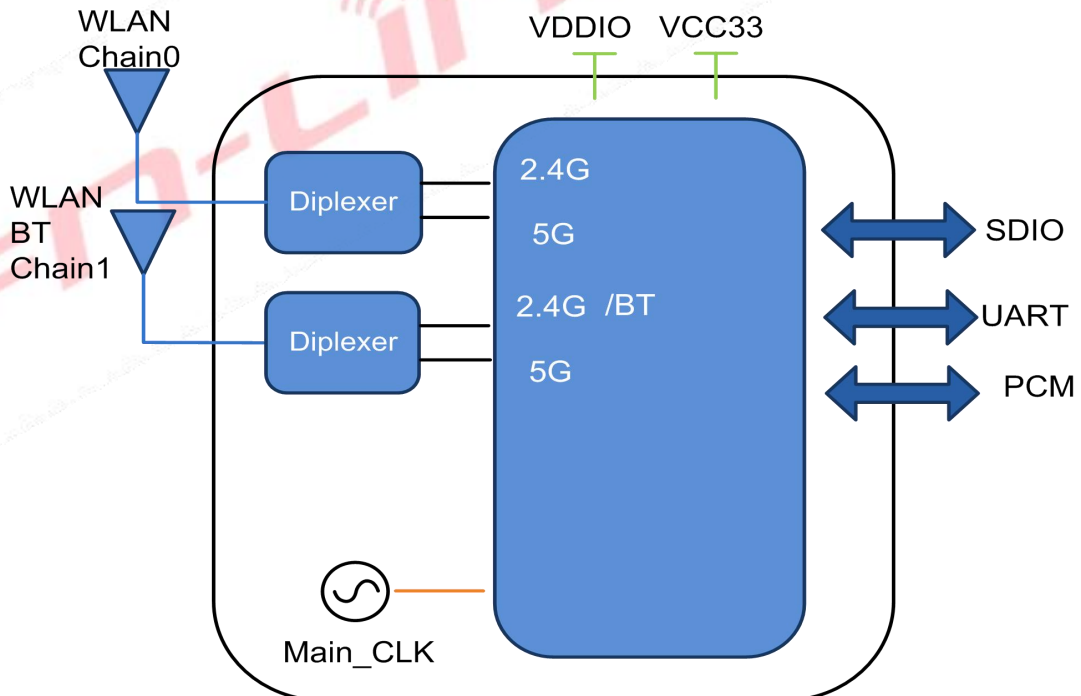 WLAN
Chain0
VDDIO VCC33
WLAN
BT
Chain1
Diplexer
2.4G
5G
SDIO
Diplexer
2.4G /BT
5G
UART
PCM
Main_CLK